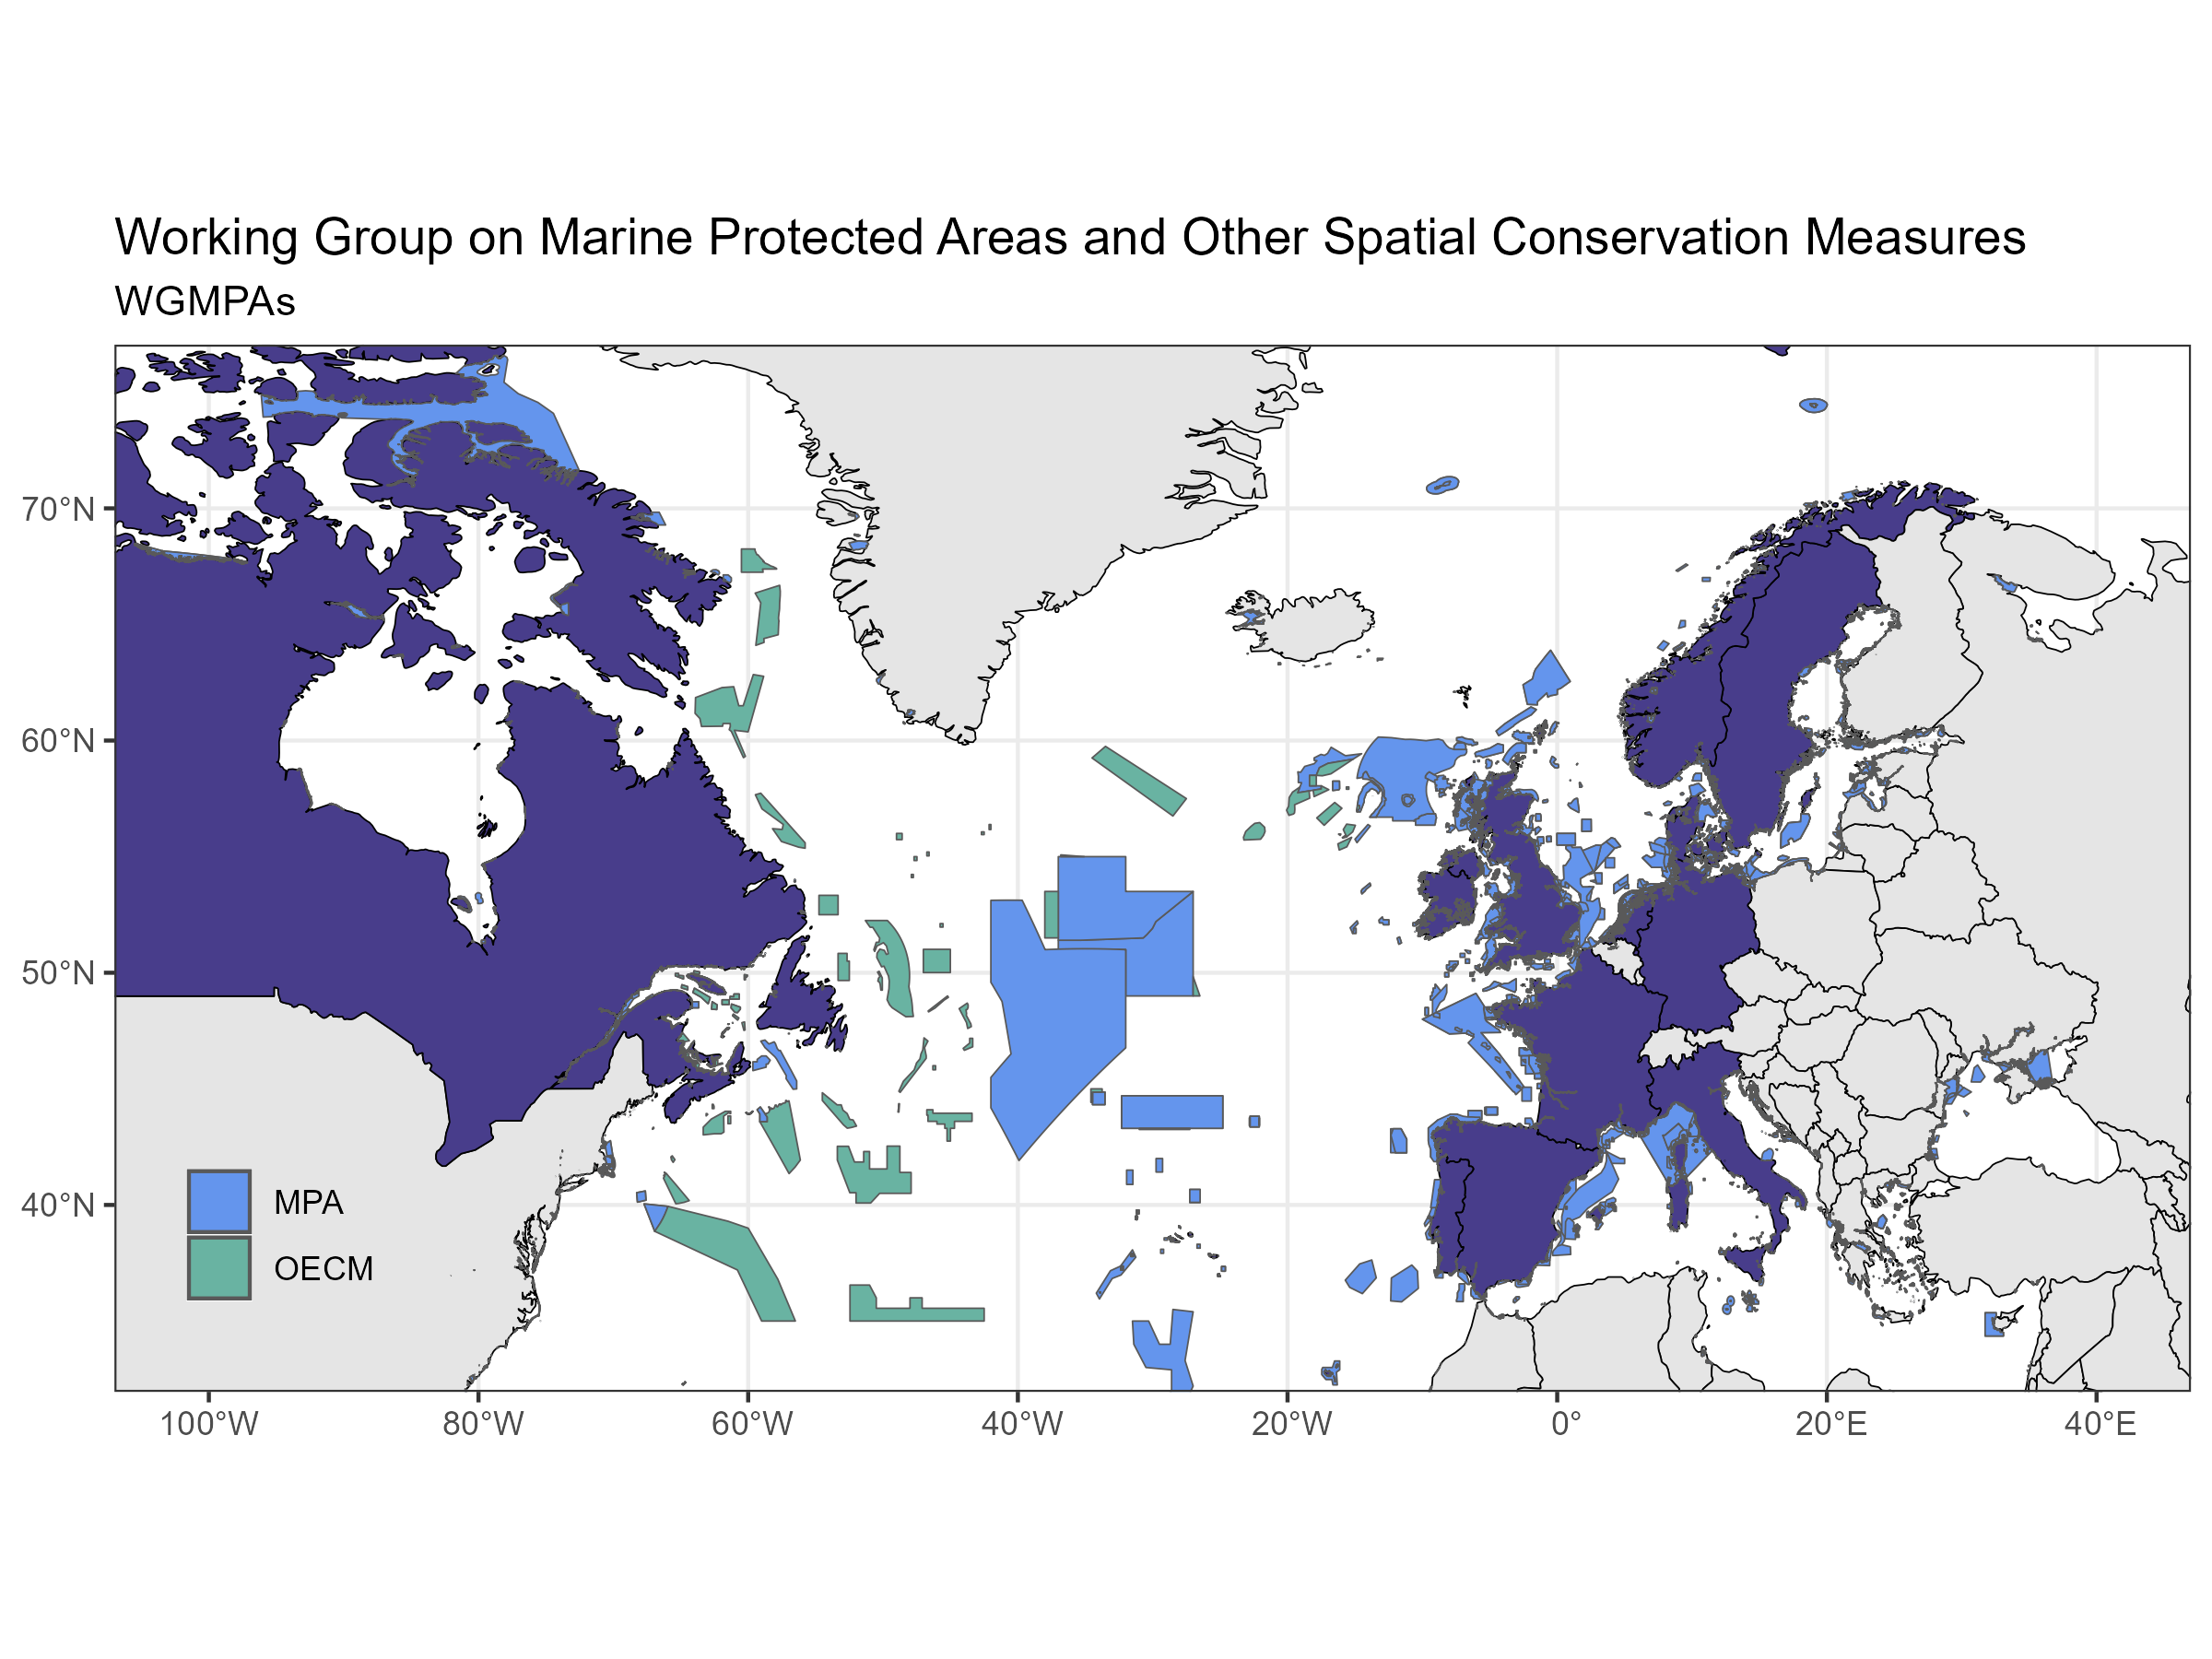 Working Group on Marine Protected Areas and Other Spatial Conservation Measures
WGMPAs
70°N
60°N
50°N
40°N
MPA
OECM
100°W 80°W 60°W 40°W 20°W 0° 20°E 40°E